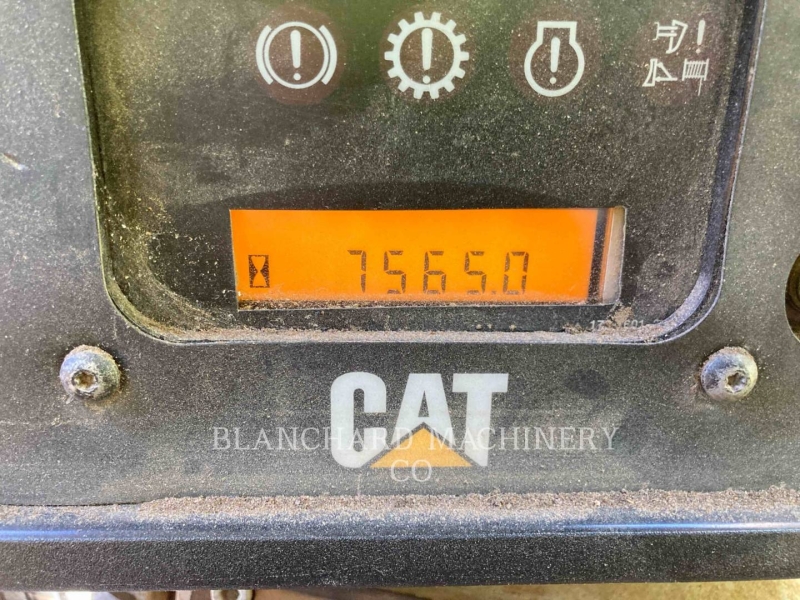 7565.0
CAT
BLANCHARD MACHINERY
CO